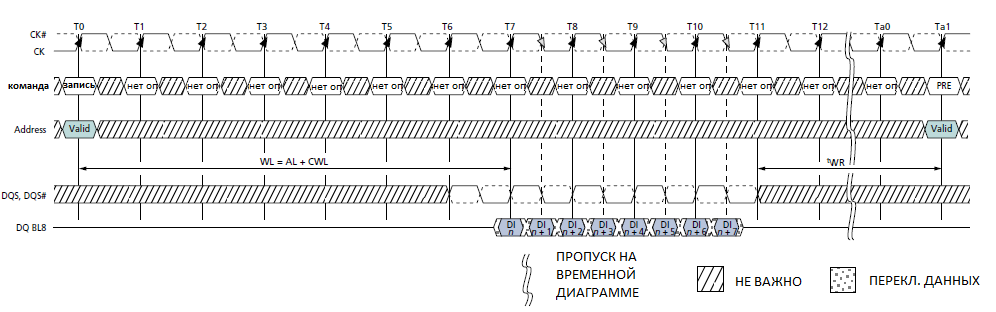 T0 T1 T2 T3 T4 T5 T6 T7 T8 T9 T10 T11 T12 Ta0 Ta1
CK#
CK
команда запись нет оп нет оп нет оп нет оп нет оп нет оп нет оп нет оп нет оп нет оп нет оп нет оп нет оп PRE
Address Valid Valid
WL = AL + CWL tWR
DQS, DQS#
DQ BL8 DI n DI n + 1 DI n + 2 DI n + 3 DI n + 4 DI n + 5 DI n + 6 DI n + 7
ПРОПУСК НА
ВРЕМЕННОЙ
ДИАГРАММЕ
НЕ ВАЖНО
ПЕРЕКЛ. ДАННЫХ